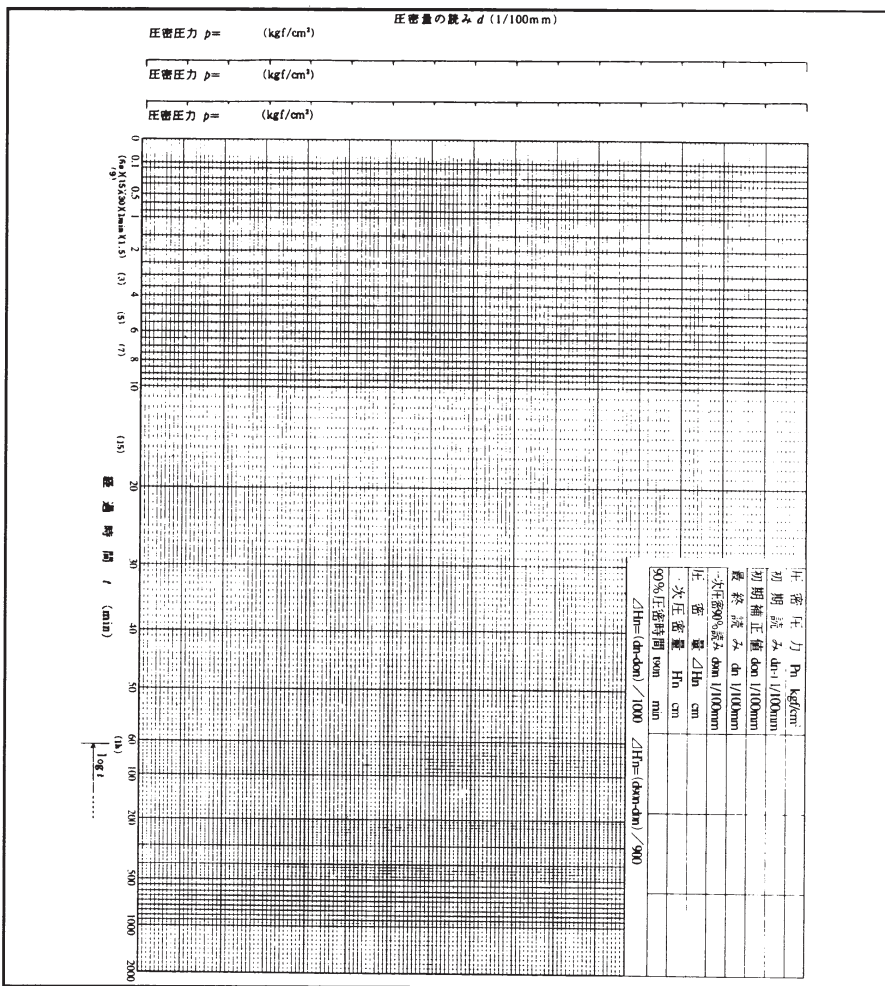 圧密量の読み d (1/100mm)
圧密圧力 p= (kgf/cm²)
圧密圧力 p= (kgf/cm²)
圧密圧力 p= (kgf/cm²)
0
0.1
0.5
1
2
4
6
8
10
20
30
40
50
60
100
200
500
1000
2000
(1.5)
(3)
(5)
(7)
(15)
(1h)
経過時間 t (min)
log t
圧密圧力 Pn kgf/cm²
初期読み dn-1 1/100mm
初期補正値 don 1/100mm
最終読み dn 1/100mm
一次圧密90%読み d90n 1/100mm
圧密量 ⊿Hn cm
一次圧密量 H'n cm
90%圧密時間 t90n min
⊿Hn=(dn-don)/1000 ⊿H'n=(d90n-don)/900